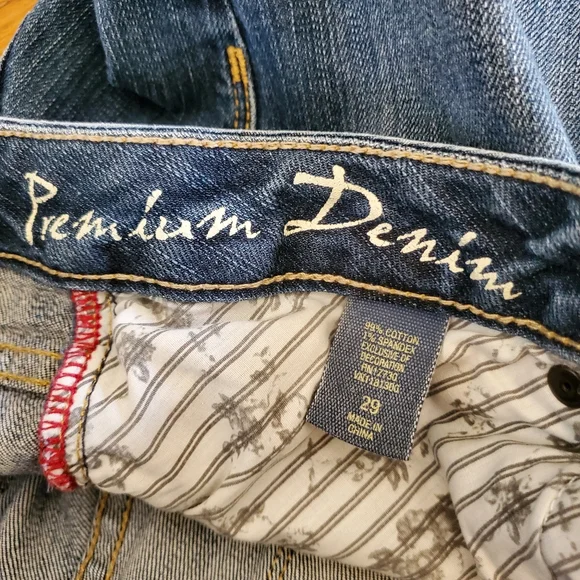 Premium Denim
99% COTTON
1% SPANDEX
EXCLUSIVE OF
DECORATION
29
MADE IN
CHINA